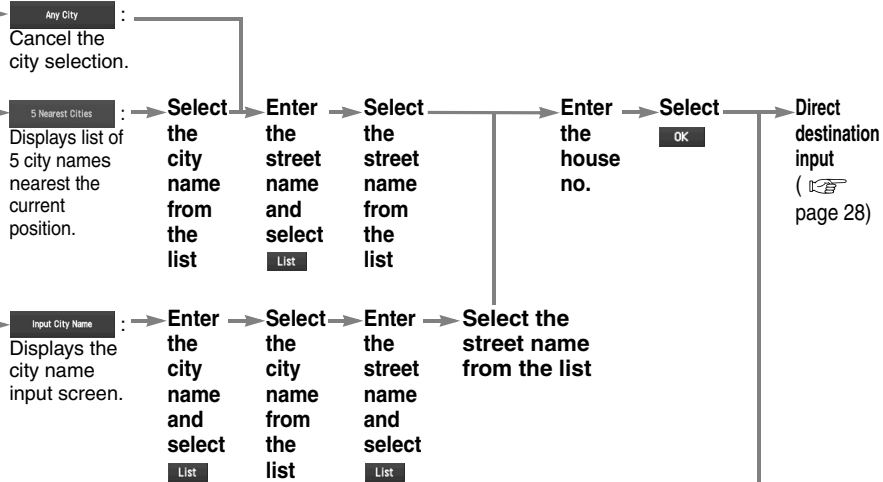 Any City :
Cancel the
city selection.
5 Nearest Cities :
Displays list of
5 city names
nearest the
current
position.
Select
the
city
name
from
the
list
Enter
the
street
name
and
select
List
Select
the
street
name
from
the
list
Enter
the
house
no.
Select
OK
Direct
destination
input
( ☞
page 28)
Input City Name :
Displays the
city name
input screen.
Enter
the
city
name
and
select
List
Select
the
city
name
from
the
list
Enter
the
street
name
and
select
List
Select the
street name
from the list